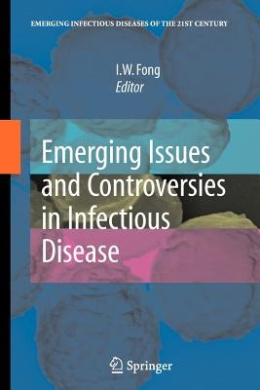 EMERGING INFECTIOUS DISEASES OF THE 21ST CENTURY
I.W. Fong
Editor
Emerging Issues
and Controversies
in Infectious
Disease
Springer